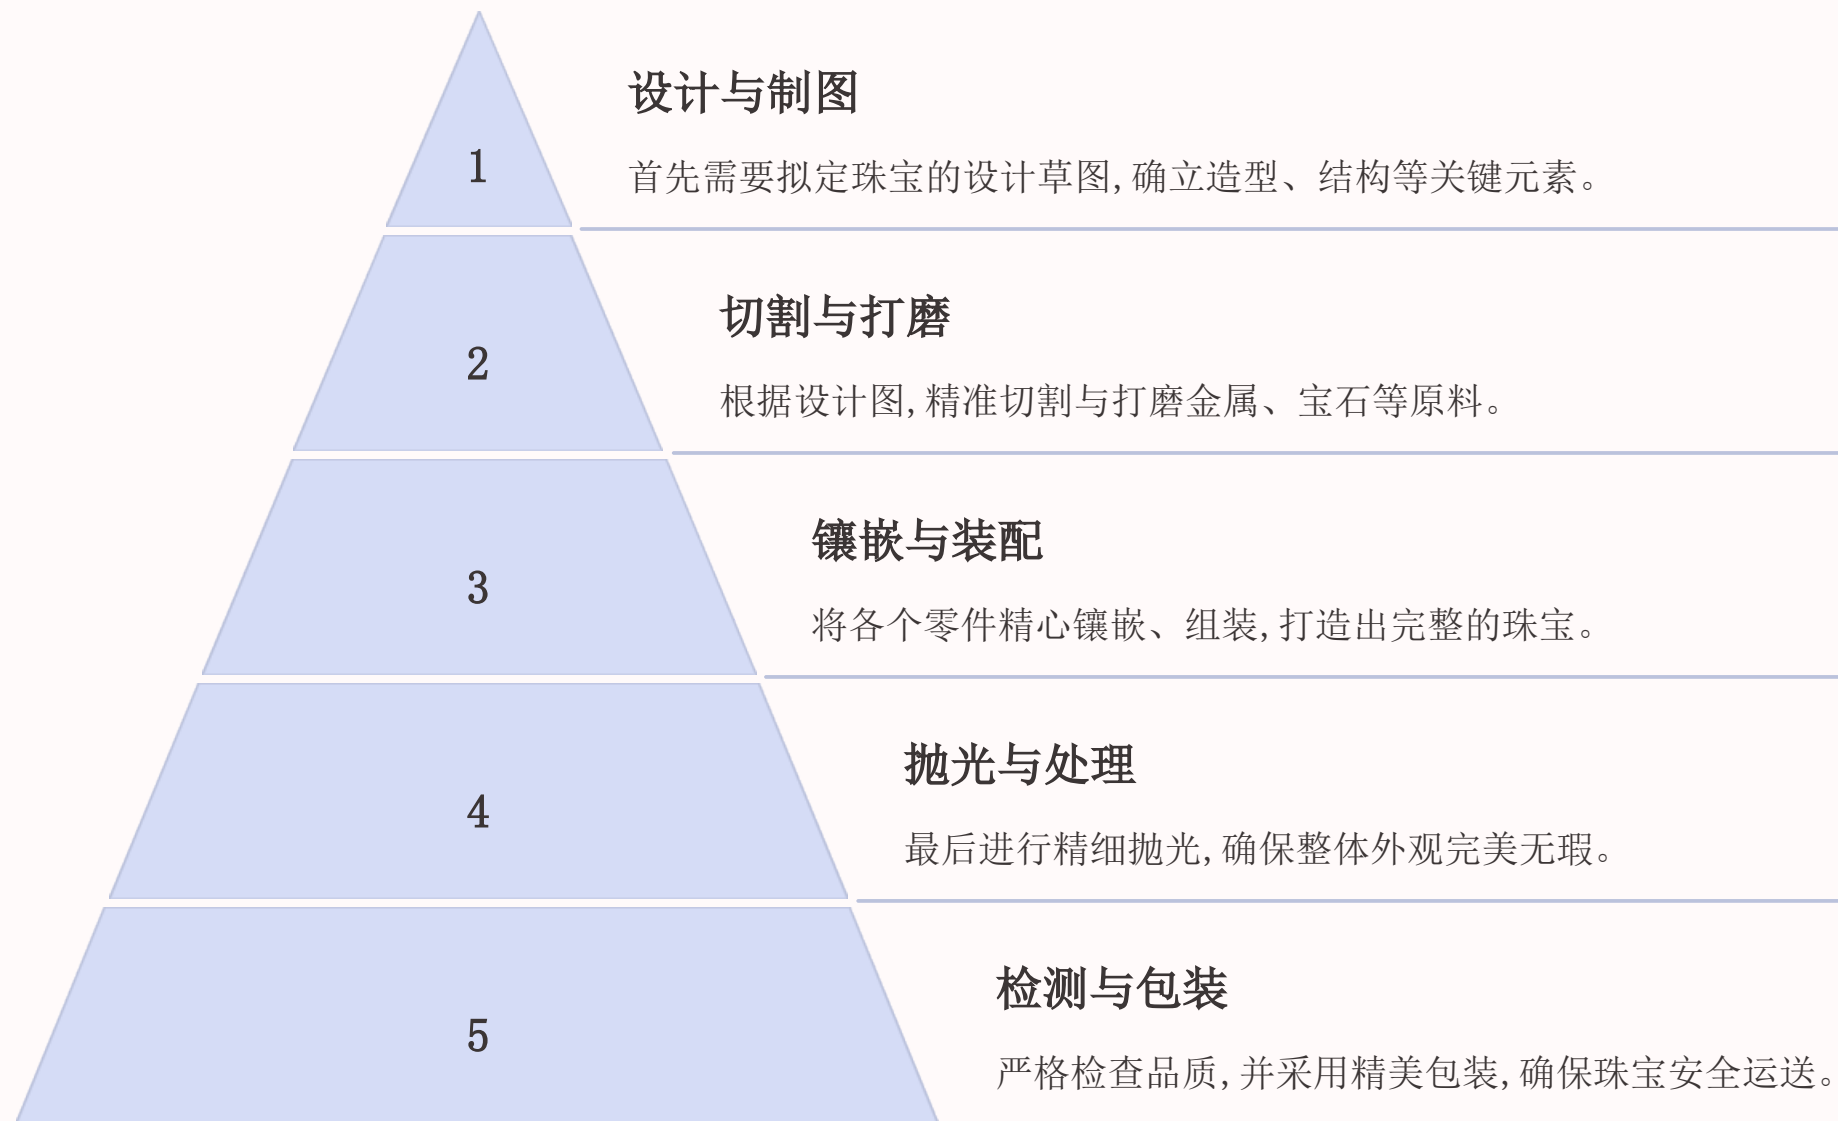 设计与制图
1
首先需要拟定珠宝的设计草图,确立造型、结构等关键元素。
切割与打磨
2
根据设计图,精准切割与打磨金属、宝石等原料。
镶嵌与装配
3
将各个零件精心镶嵌、组装,打造出完整的珠宝。
抛光与处理
4
最后进行精细抛光,确保整体外观完美无瑕。
检测与包装
5
严格检查品质,并采用精美包装,确保珠宝安全运送。